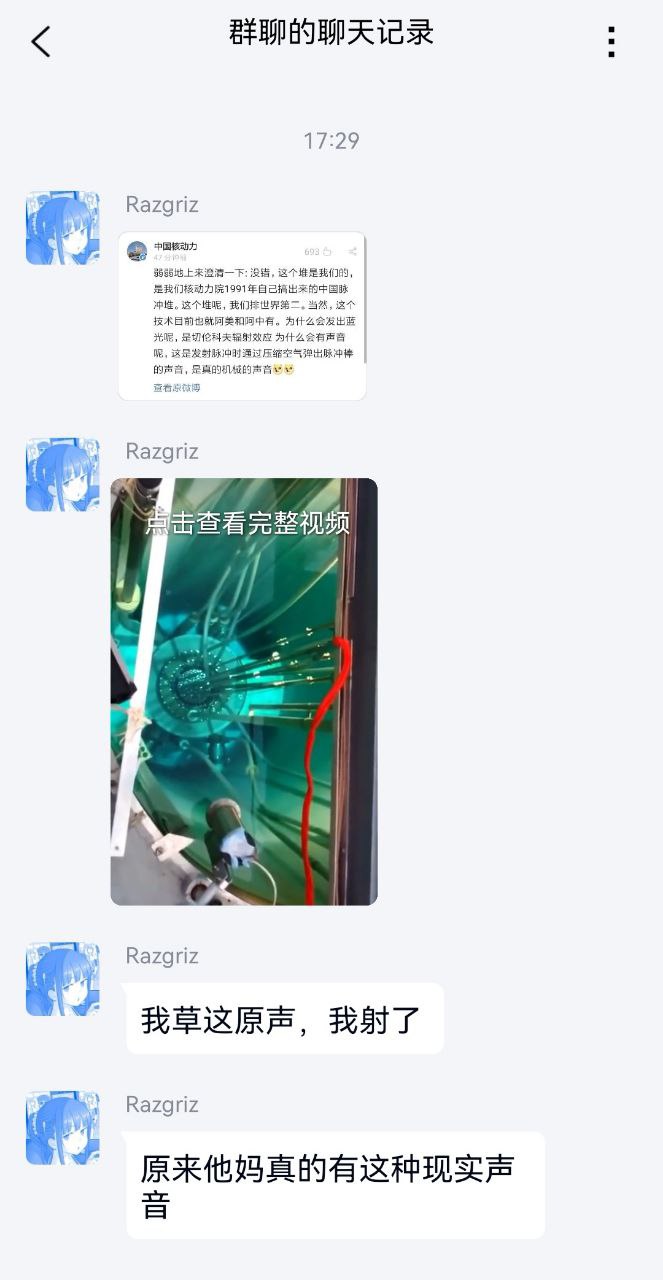 群聊的聊天记录
17:29
Razgriz
中国核动力
47分钟前
693
弱弱地上来澄清一下:没错,这个堆是我们的,
是我们核动力院1991年自己搞出来的中国脉
冲堆。这个堆呢,我们排世界第二。当然,这个
技术目前也就阿美和阿中有。为什么会发出蓝
光呢,是切伦科夫辐射效应 为什么会有声音
呢,这是发射脉冲时通过压缩空气弹出脉冲棒
的声音,是真的机械的声音
查看原微博
Razgriz
点击查看完整视频
Razgriz
我草这原声，我射了
Razgriz
原来他妈真的有这种现实声
音